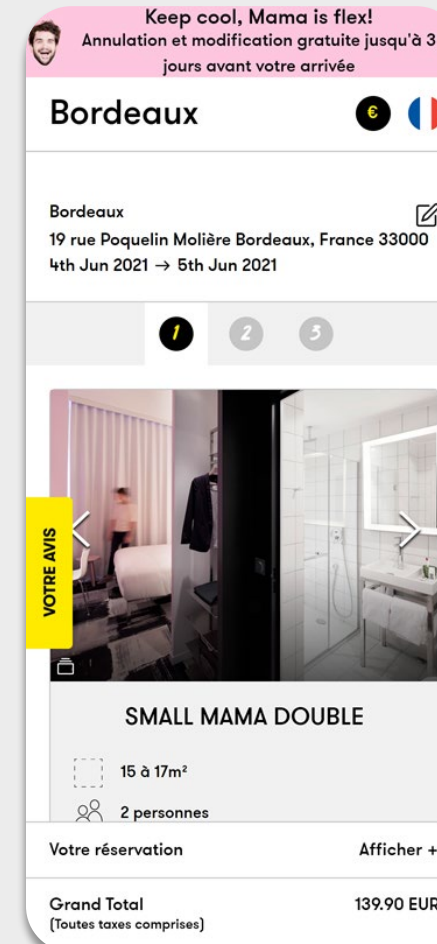 Keep cool, Mama is flex!
Annulation et modification gratuite jusqu'à 3
jours avant votre arrivée
Bordeaux
€
Bordeaux
19 rue Poquelin Molière Bordeaux, France 33000
4th Jun 2021 → 5th Jun 2021
1 2 3
VOTRE AVIS
SMALL MAMA DOUBLE
15 à 17m²
2 personnes
Votre réservation Afficher +
Grand Total 139.90 EUR
(Toutes taxes comprises)